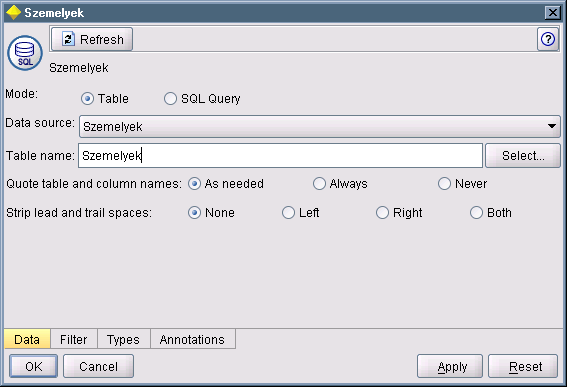 Szemelyek
Refresh
?
SQL
Szemelyek
Mode: Table SQL Query
Data source: Szemelyek
Table name: Szemelyek Select...
Quote table and column names: As needed Always Never
Strip lead and trail spaces: None Left Right Both
Data Filter Types Annotations
OK Cancel Apply Reset